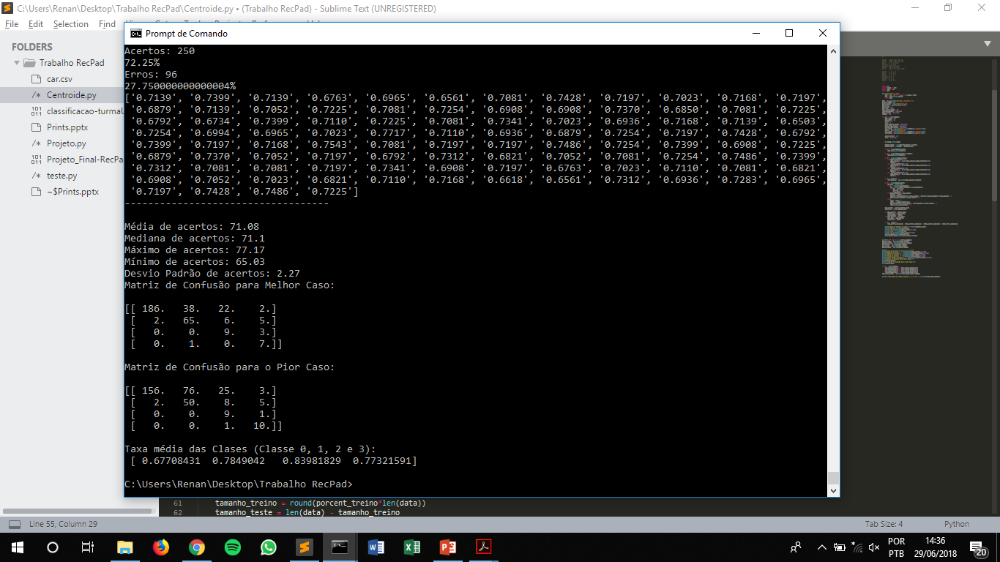 C:\Users\Renan\Desktop\Trabalho RecPad\Centroide.py • (Trabalho RecPad) - Sublime Text (UNREGISTERED)
File Edit Selection Find
FOLDERS
Trabalho RecPad
car.csv
Centroide.py
classificacao-turmaU
Prints.pptx
Projeto.py
Projeto_Final-RecPa
teste.py
~$Prints.pptx
Prompt de Comando
Acertos: 250
72.25%
Erros: 96
27.750000000000004%
['0.7139', '0.7399', '0.7139', '0.6763', '0.6965', '0.6561', '0.7081', '0.7428', '0.7197', '0.7023', '0.7168', '0.7197',
'0.6879', '0.7139', '0.7052', '0.7225', '0.7081', '0.7254', '0.6908', '0.6908', '0.7370', '0.6850', '0.7081', '0.7225',
'0.6792', '0.6734', '0.7399', '0.7110', '0.7225', '0.7081', '0.7341', '0.7023', '0.6936', '0.7168', '0.7139', '0.6503',
'0.7254', '0.6994', '0.6965', '0.7023', '0.7717', '0.7110', '0.6936', '0.6879', '0.7254', '0.7197', '0.7428', '0.6792',
'0.7399', '0.7197', '0.7168', '0.7543', '0.7081', '0.7197', '0.7197', '0.7486', '0.7254', '0.7399', '0.6908', '0.7225',
'0.6879', '0.7370', '0.7052', '0.7197', '0.6792', '0.7312', '0.6821', '0.7052', '0.7081', '0.7254', '0.7486', '0.7399',
'0.7312', '0.7081', '0.7081', '0.7197', '0.7341', '0.6908', '0.7197', '0.6763', '0.7023', '0.7110', '0.7081', '0.6821',
'0.6908', '0.7052', '0.7023', '0.6821', '0.7110', '0.7168', '0.6618', '0.6561', '0.7312', '0.6936', '0.7283', '0.6965',
'0.7197', '0.7428', '0.7486', '0.7225']
-----------------------------------
Média de acertos: 71.08
Mediana de acertos: 71.1
Máximo de acertos: 77.17
Mínimo de acertos: 65.03
Desvio Padrão de acertos: 2.27
Matriz de Confusão para Melhor Caso:
[[ 186. 38. 22. 2.]
[ 2. 65. 6. 5.]
[ 0. 0. 9. 3.]
[ 0. 1. 0. 7.]]
Matriz de Confusão para o Pior Caso:
[[ 156. 76. 25. 3.]
[ 2. 50. 8. 5.]
[ 0. 0. 9. 1.]
[ 0. 0. 1. 10.]]
Taxa média das Clases (Classe 0, 1, 2 e 3):
[ 0.67708431 0.7849042 0.83981829 0.77321591]
C:\Users\Renan\Desktop\Trabalho RecPad>
61 tamanho_treino = round(porcent_treino*len(data))
62 tamanho_teste = len(data) - tamanho_treino
Line 55, Column 29
Tab Size: 4
Python
POR
PTB
14:36
29/06/2018
20